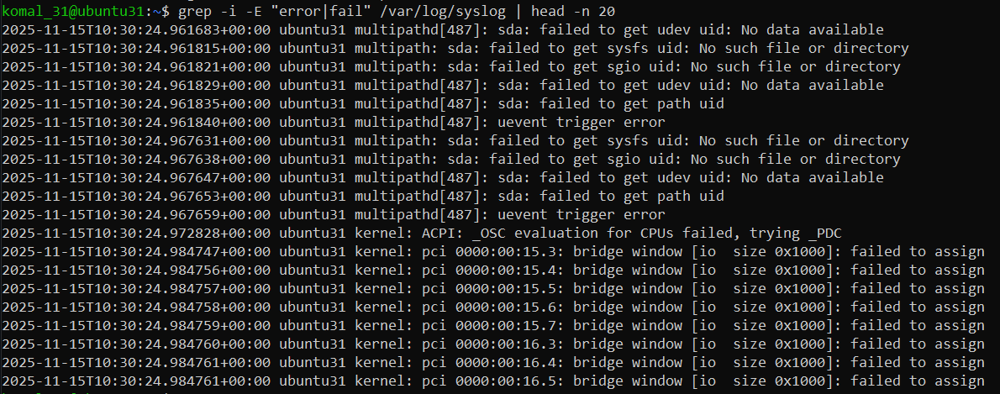 komal_31@ubuntu31:~$ grep -i -E "error|fail" /var/log/syslog | head -n 20
2025-11-15T10:30:24.961683+00:00 ubuntu31 multipathd[487]: sda: failed to get udev uid: No data available
2025-11-15T10:30:24.961815+00:00 ubuntu31 multipath: sda: failed to get sysfs uid: No such file or directory
2025-11-15T10:30:24.961821+00:00 ubuntu31 multipath: sda: failed to get sgio uid: No such file or directory
2025-11-15T10:30:24.961829+00:00 ubuntu31 multipathd[487]: sda: failed to get udev uid: No data available
2025-11-15T10:30:24.961835+00:00 ubuntu31 multipathd[487]: sda: failed to get path uid
2025-11-15T10:30:24.961840+00:00 ubuntu31 multipathd[487]: uevent trigger error
2025-11-15T10:30:24.967631+00:00 ubuntu31 multipath: sda: failed to get sysfs uid: No such file or directory
2025-11-15T10:30:24.967638+00:00 ubuntu31 multipath: sda: failed to get sgio uid: No such file or directory
2025-11-15T10:30:24.967647+00:00 ubuntu31 multipathd[487]: sda: failed to get udev uid: No data available
2025-11-15T10:30:24.967653+00:00 ubuntu31 multipathd[487]: sda: failed to get path uid
2025-11-15T10:30:24.967659+00:00 ubuntu31 multipathd[487]: uevent trigger error
2025-11-15T10:30:24.972828+00:00 ubuntu31 kernel: ACPI: _OSC evaluation for CPUs failed, trying _PDC
2025-11-15T10:30:24.984747+00:00 ubuntu31 kernel: pci 0000:00:15.3: bridge window [io  size 0x1000]: failed to assign
2025-11-15T10:30:24.984756+00:00 ubuntu31 kernel: pci 0000:00:15.4: bridge window [io  size 0x1000]: failed to assign
2025-11-15T10:30:24.984757+00:00 ubuntu31 kernel: pci 0000:00:15.5: bridge window [io  size 0x1000]: failed to assign
2025-11-15T10:30:24.984758+00:00 ubuntu31 kernel: pci 0000:00:15.6: bridge window [io  size 0x1000]: failed to assign
2025-11-15T10:30:24.984759+00:00 ubuntu31 kernel: pci 0000:00:15.7: bridge window [io  size 0x1000]: failed to assign
2025-11-15T10:30:24.984760+00:00 ubuntu31 kernel: pci 0000:00:16.3: bridge window [io  size 0x1000]: failed to assign
2025-11-15T10:30:24.984761+00:00 ubuntu31 kernel: pci 0000:00:16.4: bridge window [io  size 0x1000]: failed to assign
2025-11-15T10:30:24.984761+00:00 ubuntu31 kernel: pci 0000:00:16.5: bridge window [io  size 0x1000]: failed to assign